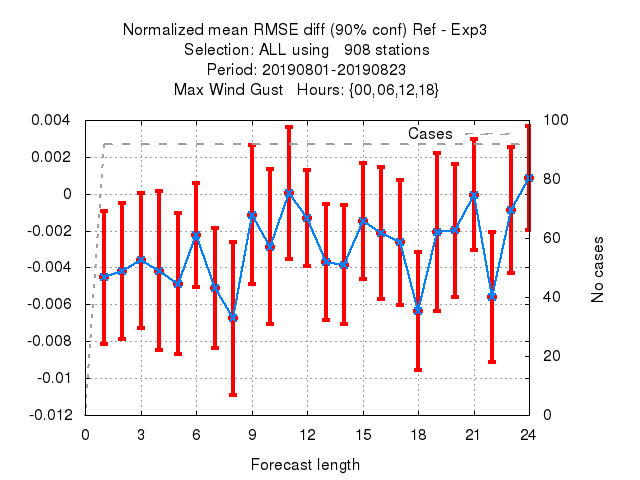 Normalized mean RMSE diff (90% conf) Ref - Exp3
Selection: ALL using 908 stations
Period: 20190801-20190823
Max Wind Gust Hours: {00,06,12,18}
0.004
0.002
0
-0.002
-0.004
-0.006
-0.008
-0.01
-0.012
Cases
100
80
60
40
20
0
No cases
0 3 6 9 12 15 18 21 24
Forecast length